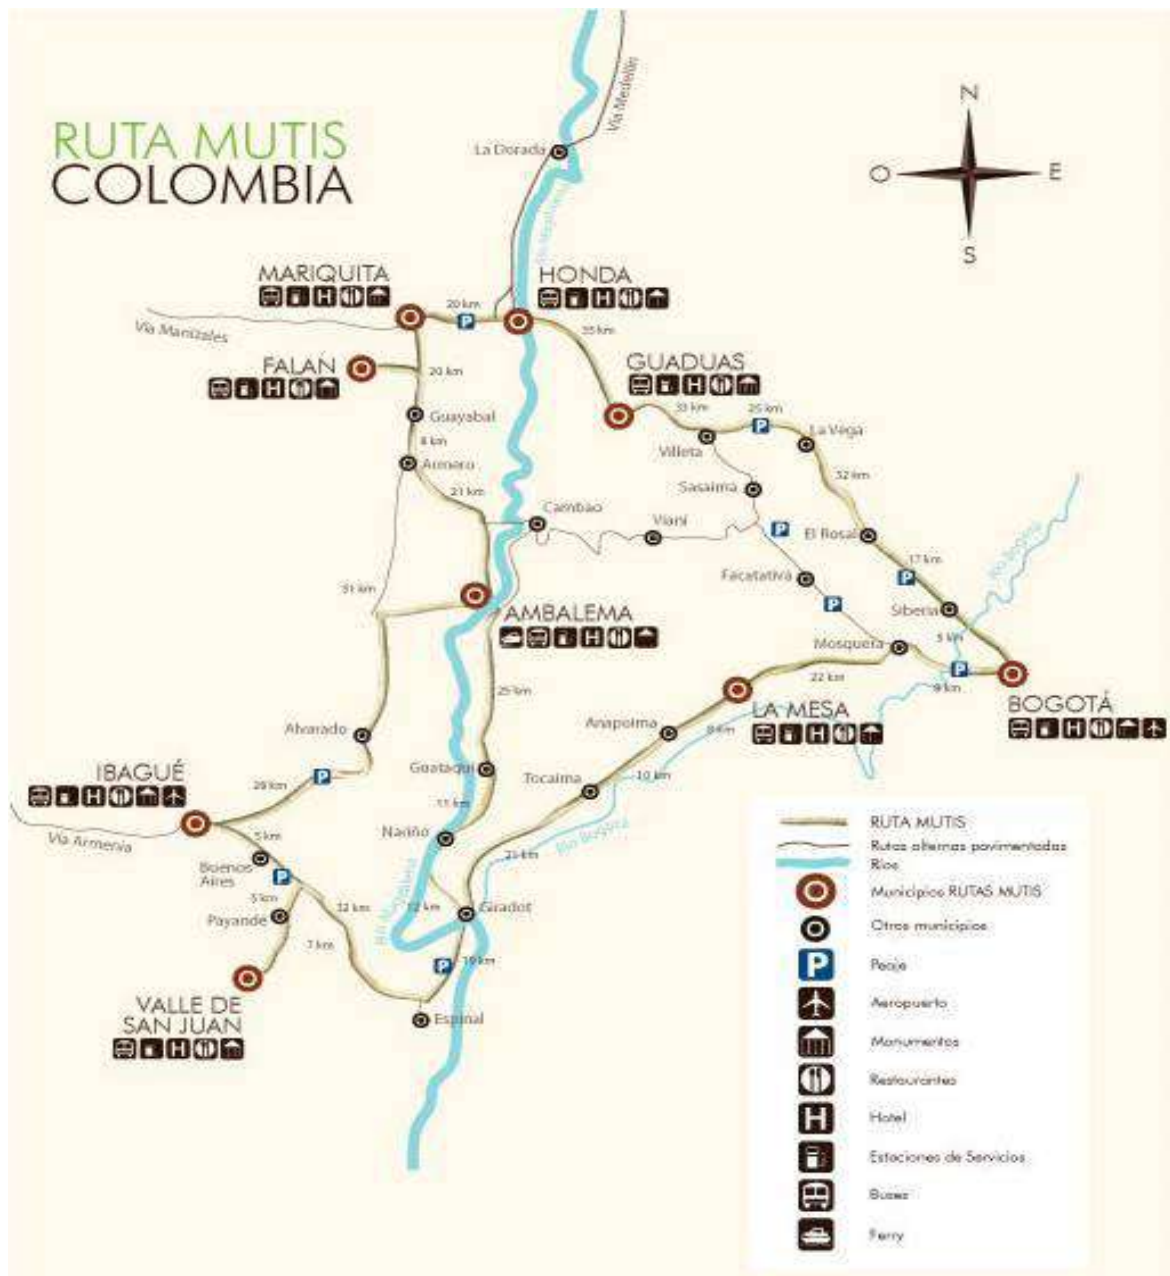 RUTA MUTIS
COLOMBIA
Vía Medellín
La Dorada
N
O
E
S
Río Magdalena
MARIQUITA
HONDA
20 km
P
35 km
Vía Manizales
FALAN
20 km
GUADUAS
33 km
25 km
P
Guayabal
La Vega
Villeta
8 km
Armero
32 km
21 km
Sasaima
Cambao
Vianí
P
El Rosal
Río Bogotá
17 km
Facatativá
P
P
Siberia
AMBALEMA
5 km
Mosquera
22 km
P
9 km
BOGOTÁ
25 km
LA MESA
Anapoima
Alvarado
Guataquí
10 km
Tocaima
IBAGUÉ
P
28 km
11 km
Vía Armenia
5 km
Nariño
Río Bogotá
21 km
Buenos
Aires
P
5 km
Payande
32 km
12 km
Giradot
Río Magdalena
7 km
P
19 km
VALLE DE
SAN JUAN
Espinal
RUTA MUTIS
Rutas alternas pavimentadas
Ríos
Municipios RUTAS MUTIS
Otros municipios
P
Peaje
Aeropuerto
Monumentos
Restaurantes
H
Hotel
Estaciones de Servicios
Buses
Ferry